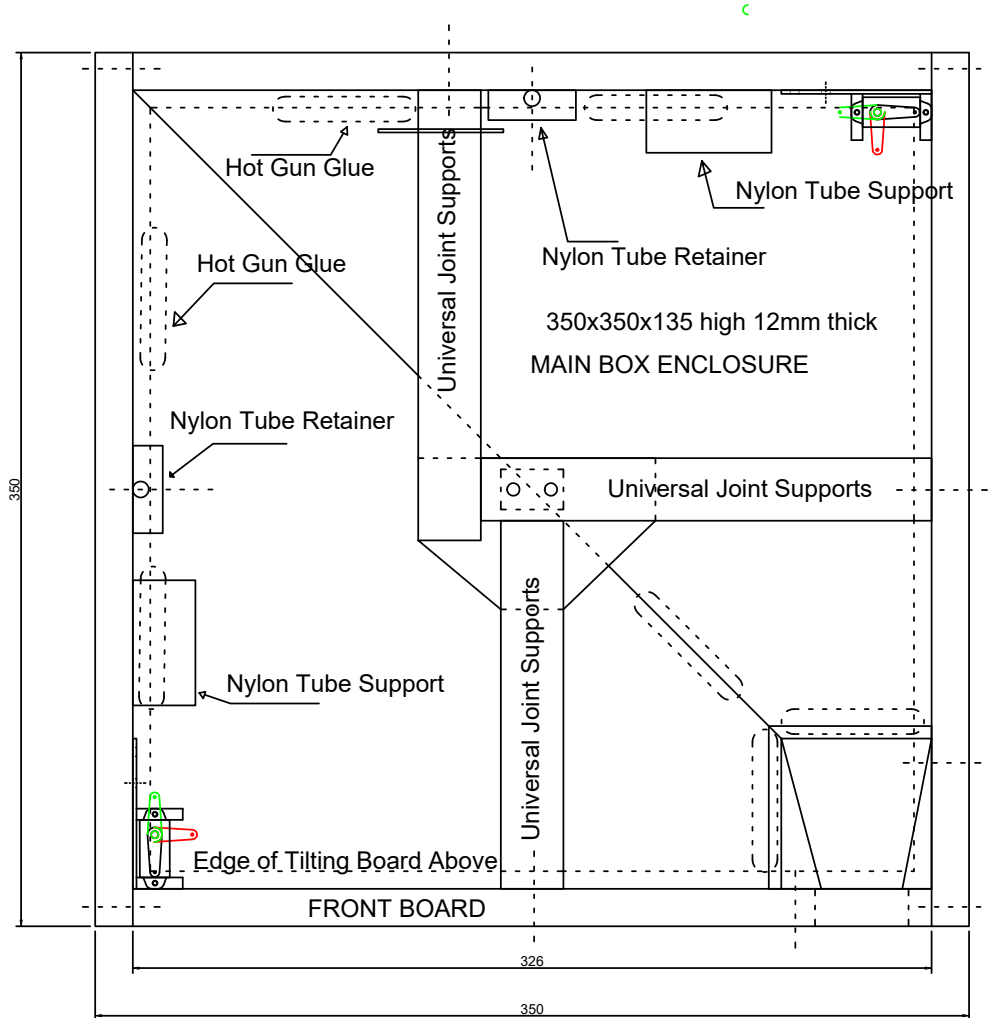 Hot Gun Glue
Universal Joint Supports
Nylon Tube Support
Nylon Tube Retainer
Hot Gun Glue
350x350x135 high 12mm thick
MAIN BOX ENCLOSURE
Nylon Tube Retainer
350
Universal Joint Supports
Universal Joint Supports
Nylon Tube Support
Edge of Tilting Board Above
FRONT BOARD
326
350